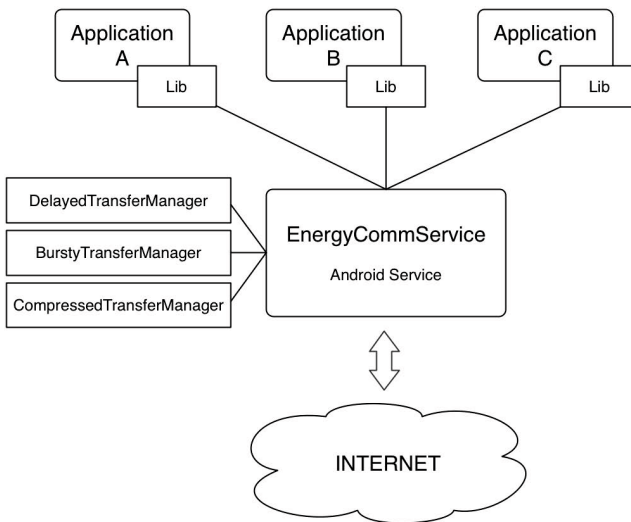 Application
A
Lib
Application
B
Lib
Application
C
Lib
DelayedTransferManager
BurstyTransferManager
CompressedTransferManager
EnergyCommService
Android Service
INTERNET